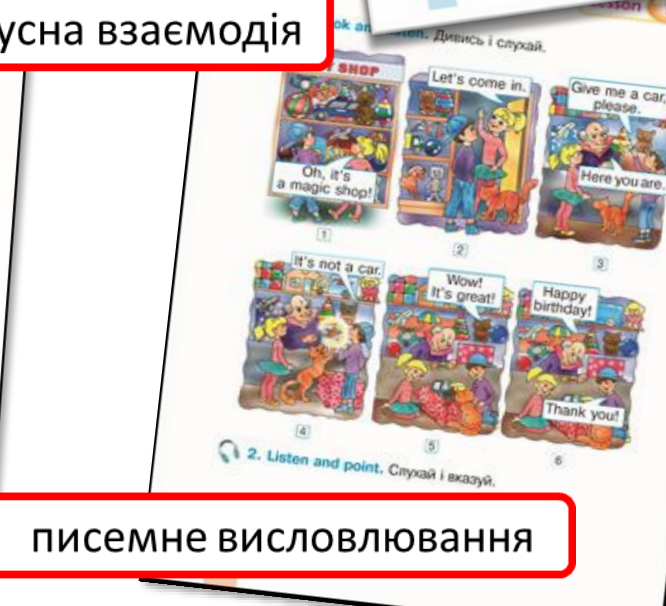 усна взаємодія
Дивись і слухай.
SHOP
Oh, it's
a magic shop!
1
Let's come in.
2
Give me a car,
please.
Here you are.
3
It's not a car.
4
Wow!
It's great!
5
Happy
birthday!
Thank you!
6
2. Listen and point. Слухай і вказуй.
писемне висловлювання